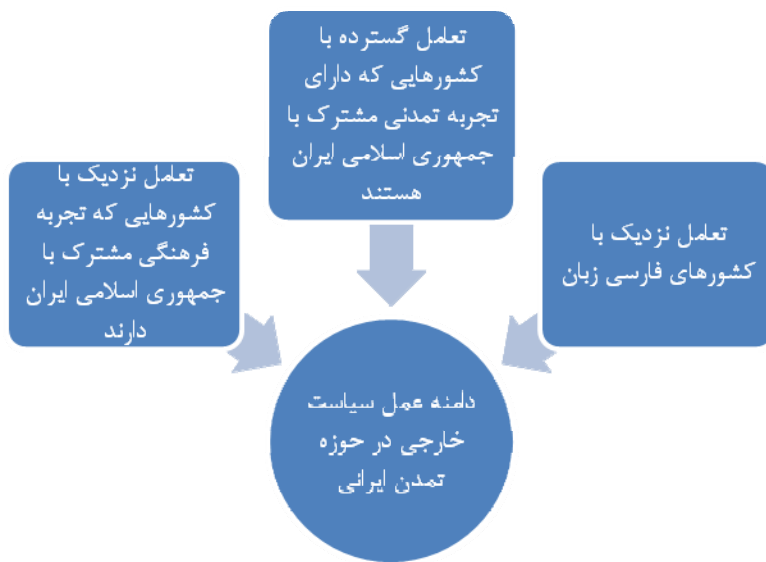 تعامل گسترده با
کشورهایی که دارای
تجربه تمدنی مشترک با
جمهوری اسلامی ایران
هستند
تعامل نزدیک با
کشورهای فارسی زبان
تعامل نزدیک با
کشورهایی که تجربه
فرهنگی مشترک با
جمهوری اسلامی ایران
دارند
دامنه عمل سیاست
خارجی در حوزه
تمدن ایرانی